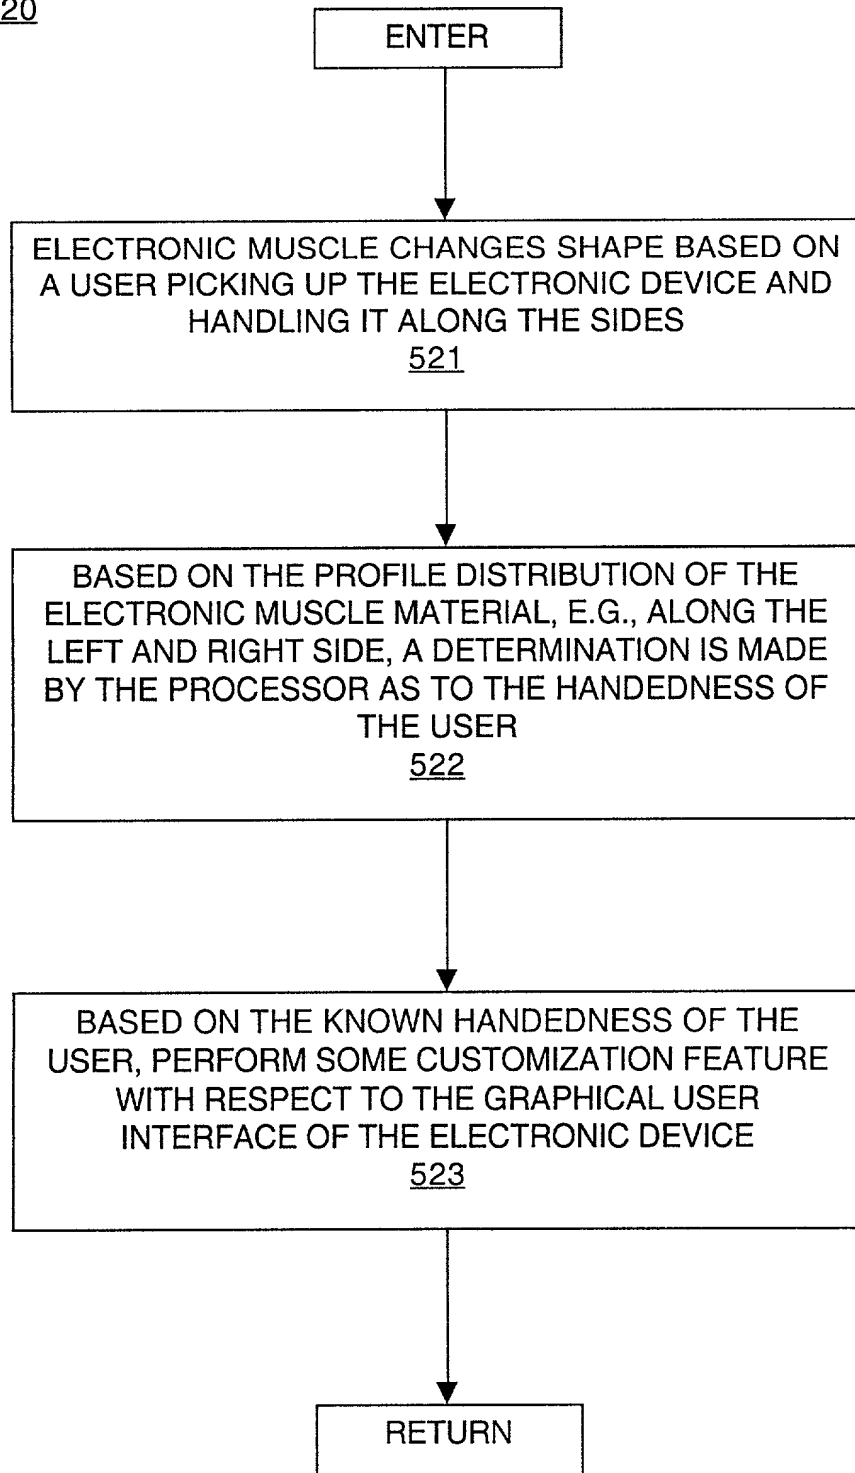 20
ENTER
ELECTRONIC MUSCLE CHANGES SHAPE BASED ON
A USER PICKING UP THE ELECTRONIC DEVICE AND
HANDLING IT ALONG THE SIDES
521
BASED ON THE PROFILE DISTRIBUTION OF THE
ELECTRONIC MUSCLE MATERIAL, E.G., ALONG THE
LEFT AND RIGHT SIDE, A DETERMINATION IS MADE
BY THE PROCESSOR AS TO THE HANDEDNESS OF
THE USER
522
BASED ON THE KNOWN HANDEDNESS OF THE
USER, PERFORM SOME CUSTOMIZATION FEATURE
WITH RESPECT TO THE GRAPHICAL USER
INTERFACE OF THE ELECTRONIC DEVICE
523
RETURN